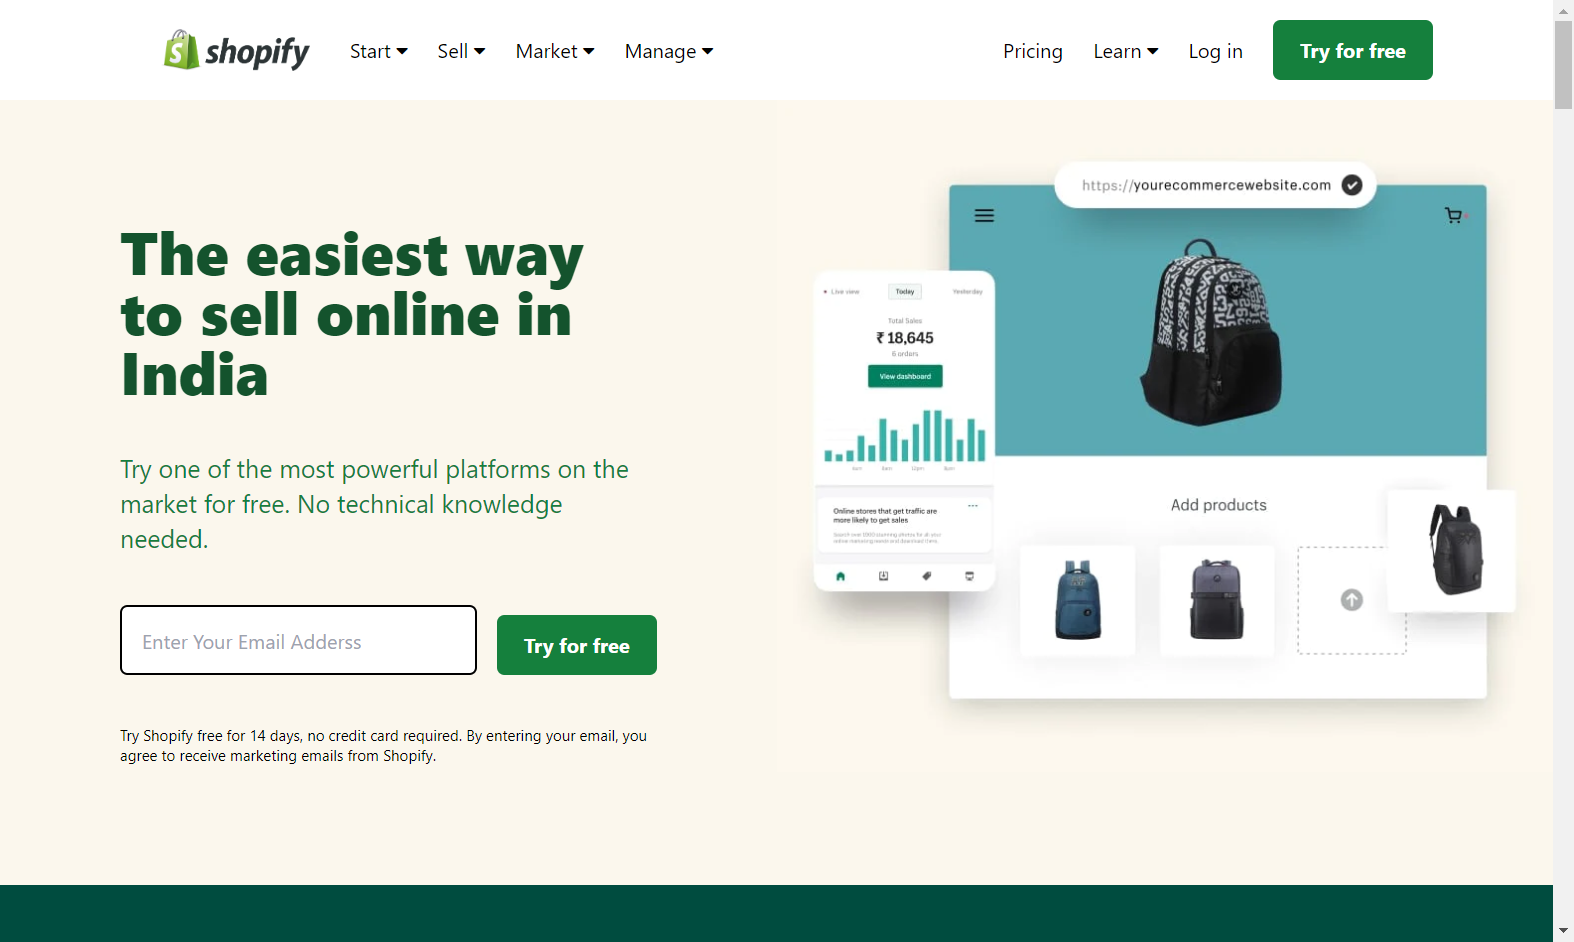 shopify
Start
Sell
Market
Manage
Pricing
Learn
Log in
Try for free
The easiest way
to sell online in
India
Try one of the most powerful platforms on the
market for free. No technical knowledge
needed.
Enter Your Email Adderss
Try for free
Try Shopify free for 14 days, no credit card required. By entering your email, you
agree to receive marketing emails from Shopify.
https://yourecommercewebsite.com
Live view
Today
Yesterday
Total Sales
₹ 18,645
6 orders
View dashboard
Online stores that get traffic are
more likely to get sales
Add products